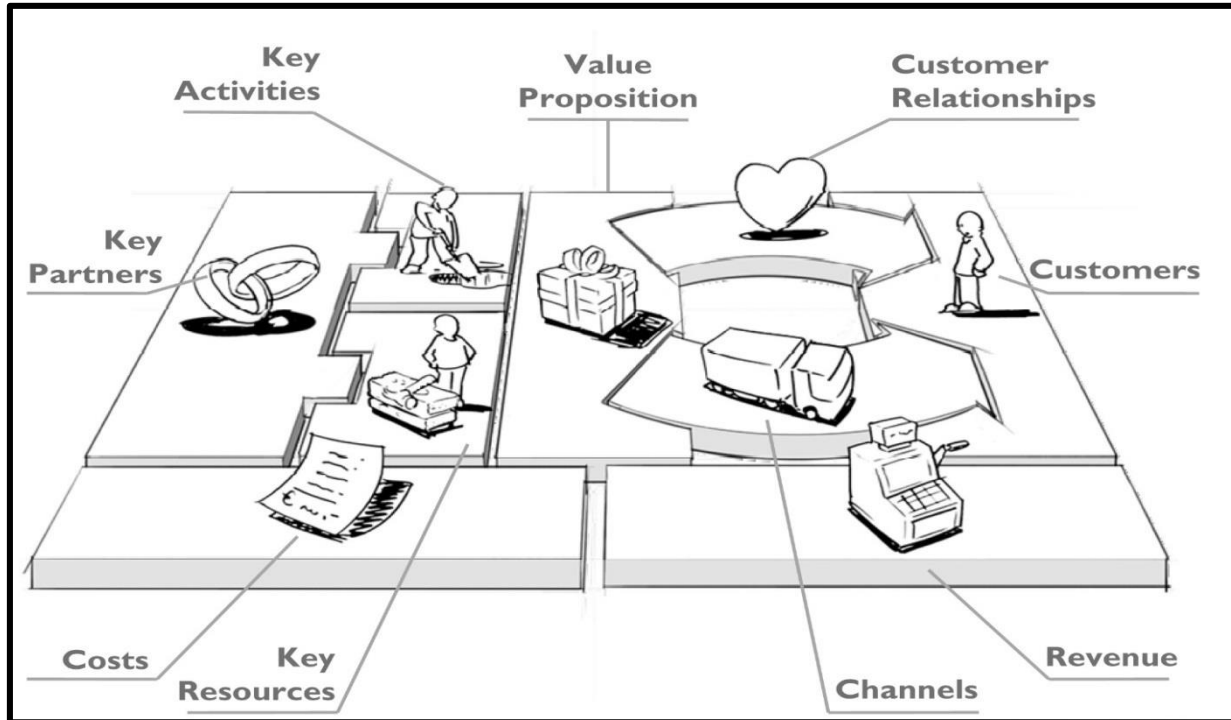 Key
Activities
Value
Proposition
Customer
Relationships
Key
Partners
Customers
€
Costs
Key
Resources
Channels
Revenue